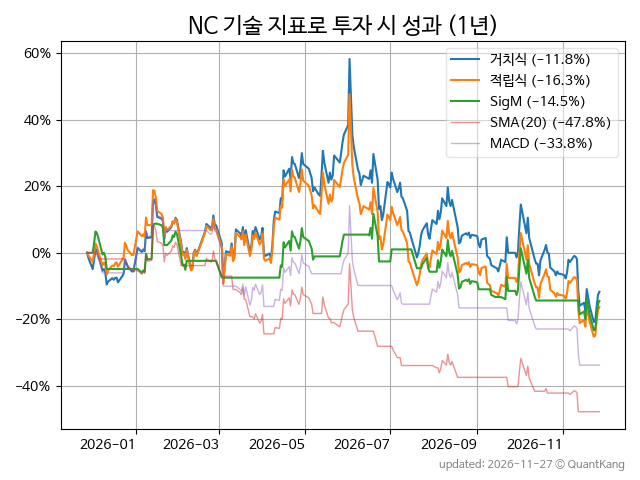 NC 기술 지표로 투자 시 성과 (1년)
60%
40%
20%
0%
−20%
−40%
거치식 (−11.8%)
적립식 (−16.3%)
SigM (−14.5%)
SMA(20) (−47.8%)
MACD (−33.8%)
2026-01
2026-03
2026-05
2026-07
2026-09
2026-11
updated: 2026-11-27 © QuantKang